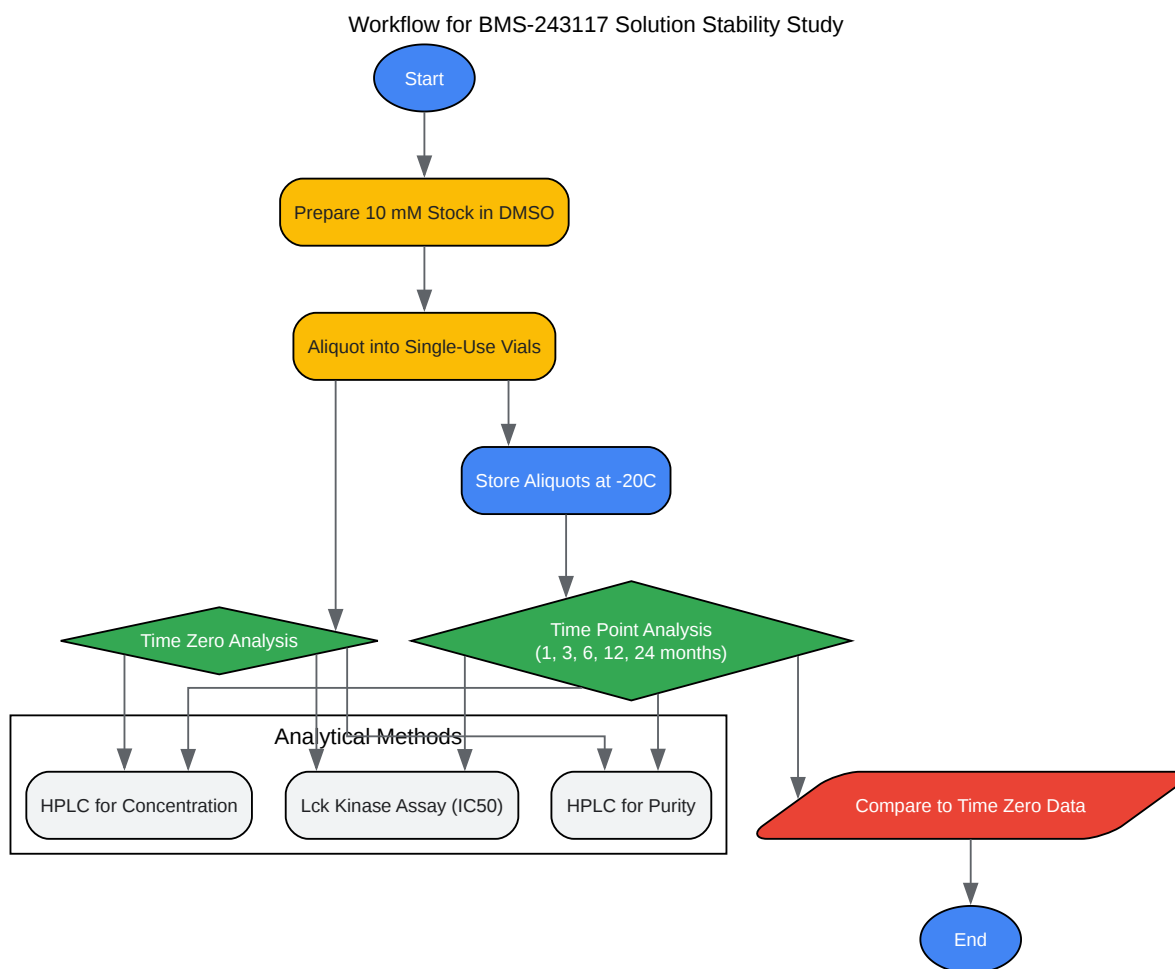 Workflow for BMS-243117 Solution Stability Study
Start
Prepare 10 mM Stock in DMSO
Aliquot into Single-Use Vials
Store Aliquots at -20C
Time Zero Analysis
Time Point Analysis
(1, 3, 6, 12, 24 months)
Analytical Methods
HPLC for Concentration
Lck Kinase Assay (IC50)
HPLC for Purity
Compare to Time Zero Data
End